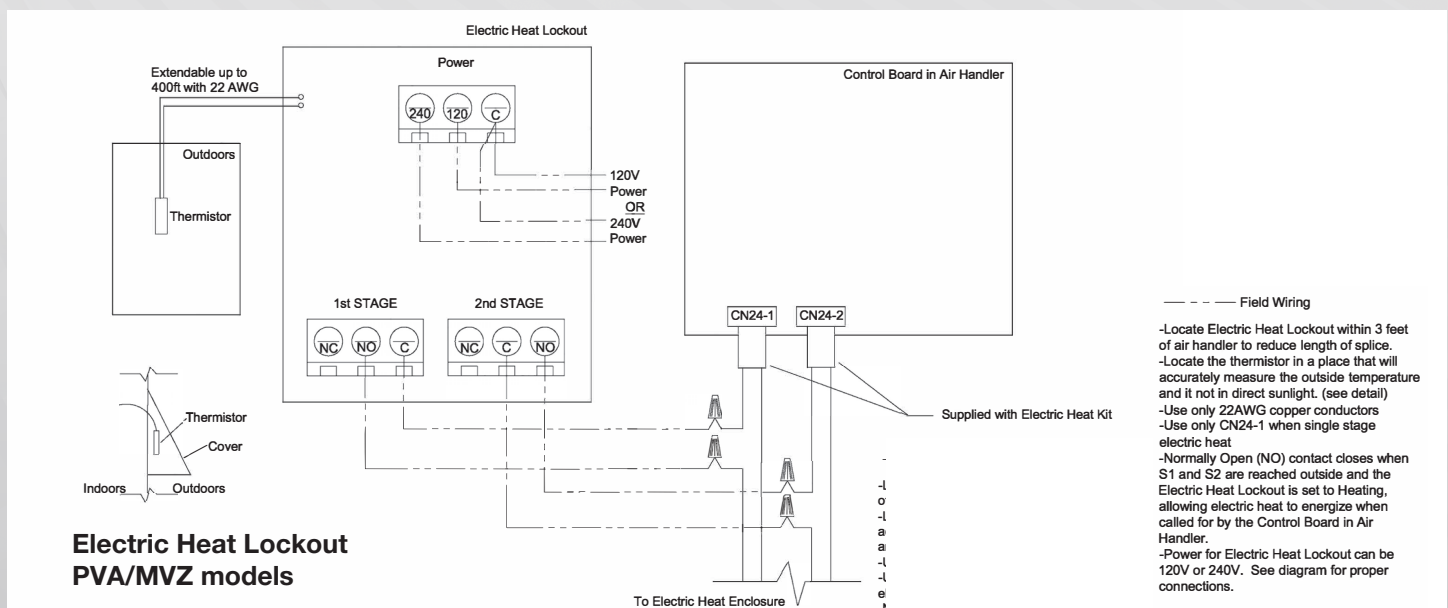 Electric Heat Lockout
Power
Extendable up to
400ft with 22 AWG
240
120
C
Outdoors
Thermistor
120V
Power
OR
240V
Power
1st STAGE
2nd STAGE
NC
NO
C
NC
C
NO
Control Board in Air Handler
CN24-1
CN24-2
Supplied with Electric Heat Kit
Thermistor
Cover
Indoors
Outdoors
To Electric Heat Enclosure
Electric Heat Lockout
PVA/MVZ models
Field Wiring
-Locate Electric Heat Lockout within 3 feet
of air handler to reduce length of splice.
-Locate the thermistor in a place that will
accurately measure the outside temperature
and it not in direct sunlight. (see detail)
-Use only 22AWG copper conductors
-Use only CN24-1 when single stage
electric heat
-Normally Open (NO) contact closes when
S1 and S2 are reached outside and the
Electric Heat Lockout is set to Heating,
allowing electric heat to energize when
called for by the Control Board in Air
Handler.
-Power for Electric Heat Lockout can be
120V or 240V. See diagram for proper
connections.